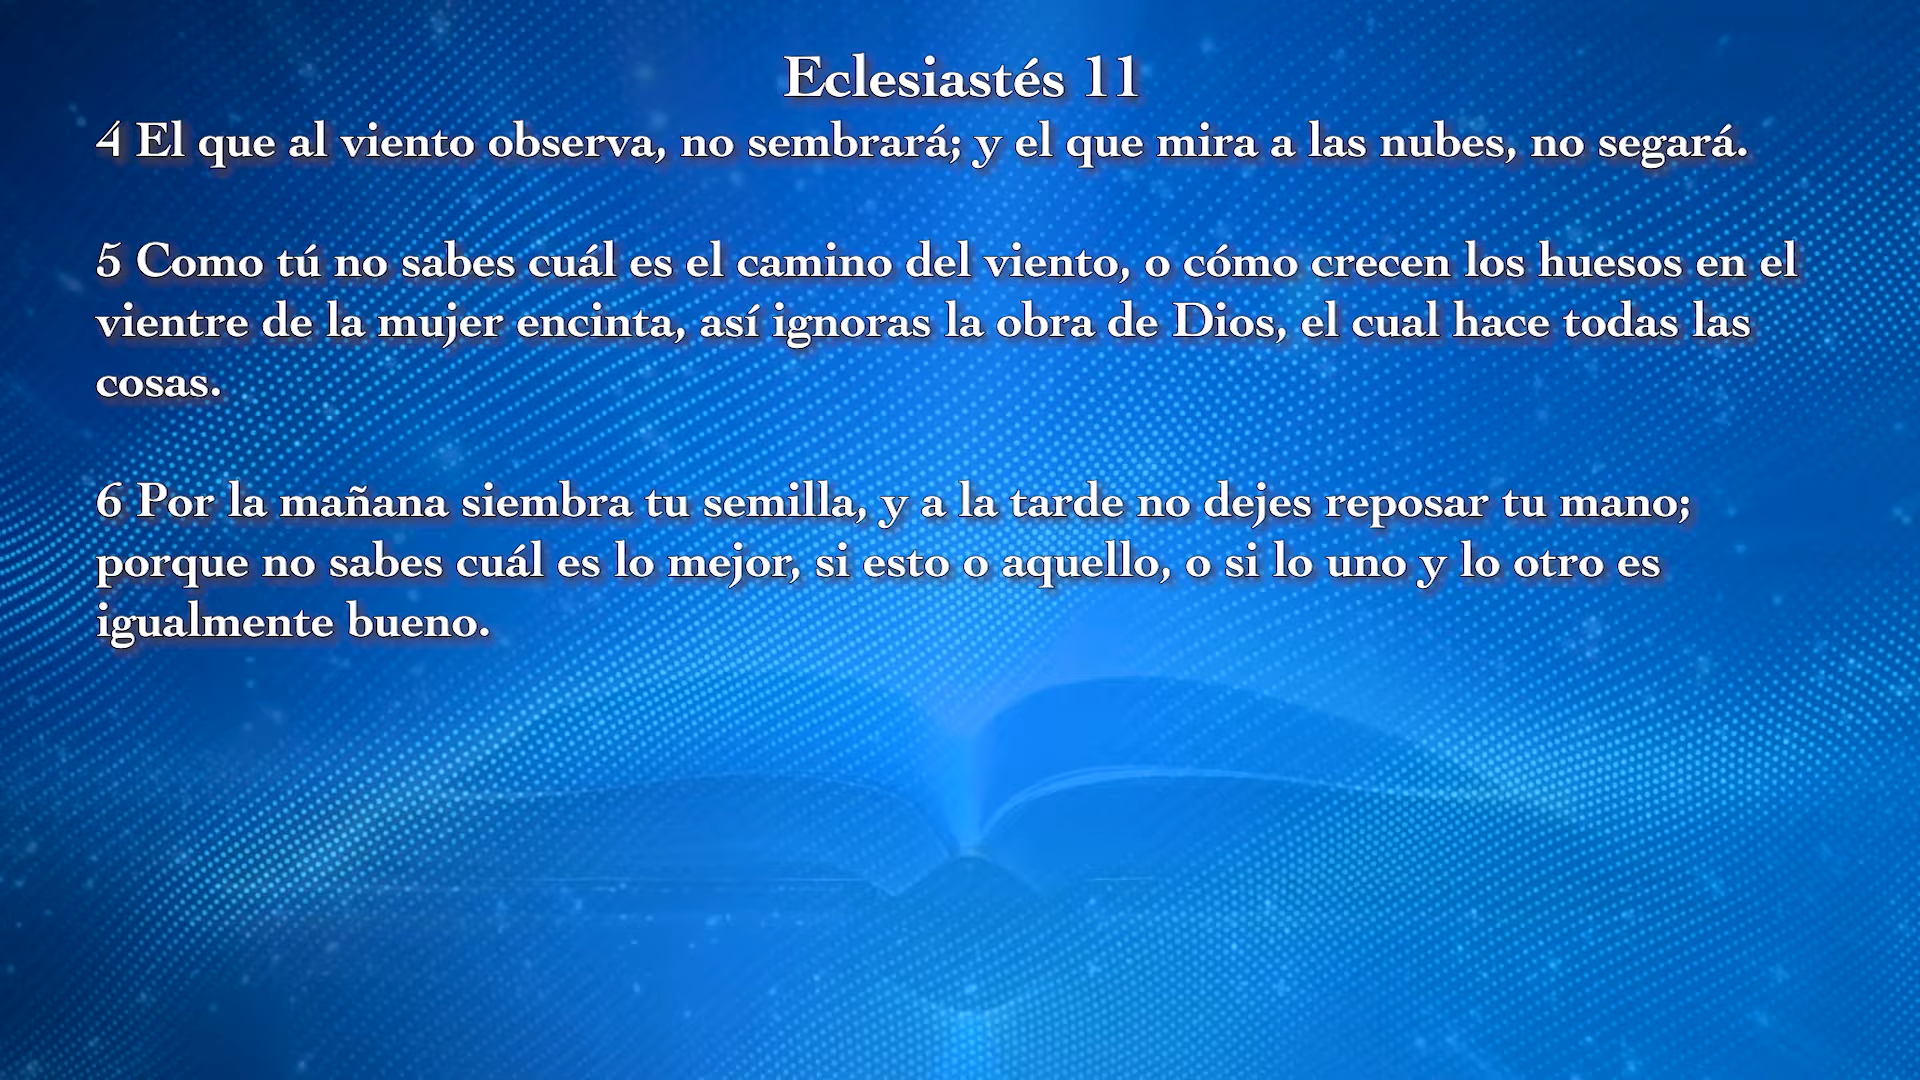 Eclesiastés 11
4 El que al viento observa, no sembrará; y el que mira a las nubes, no segará.
5 Como tú no sabes cuál es el camino del viento, o cómo crecen los huesos en el
vientre de la mujer encinta, así ignoras la obra de Dios, el cual hace todas las
cosas.
6 Por la mañana siembra tu semilla, y a la tarde no dejes reposar tu mano;
porque no sabes cuál es lo mejor, si esto o aquello, o si lo uno y lo otro es
igualmente bueno.